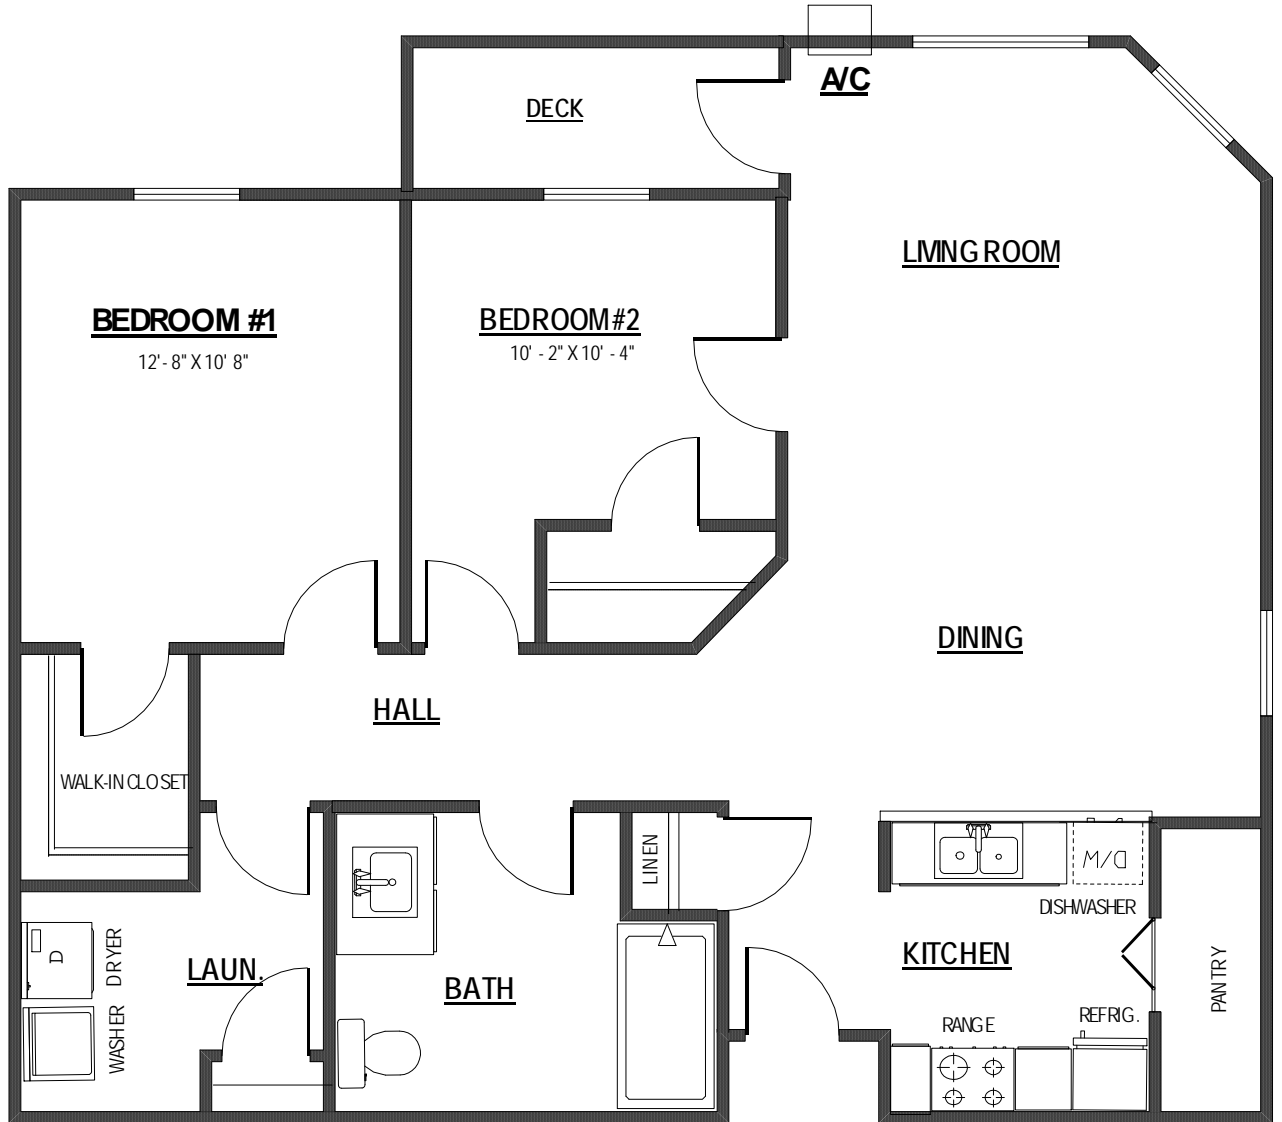 A/C
DECK
LIVING ROOM
BEDROOM #1
12' - 8" X 10' 8"
BEDROOM #2
10' - 2" X 10' - 4"
DINING
HALL
WALK-IN CLOSET
LINEN
D/W
DISHWASHER
KITCHEN
PANTRY
D
DRYER
LAUN.
BATH
WASHER
RANGE
REFRIG.